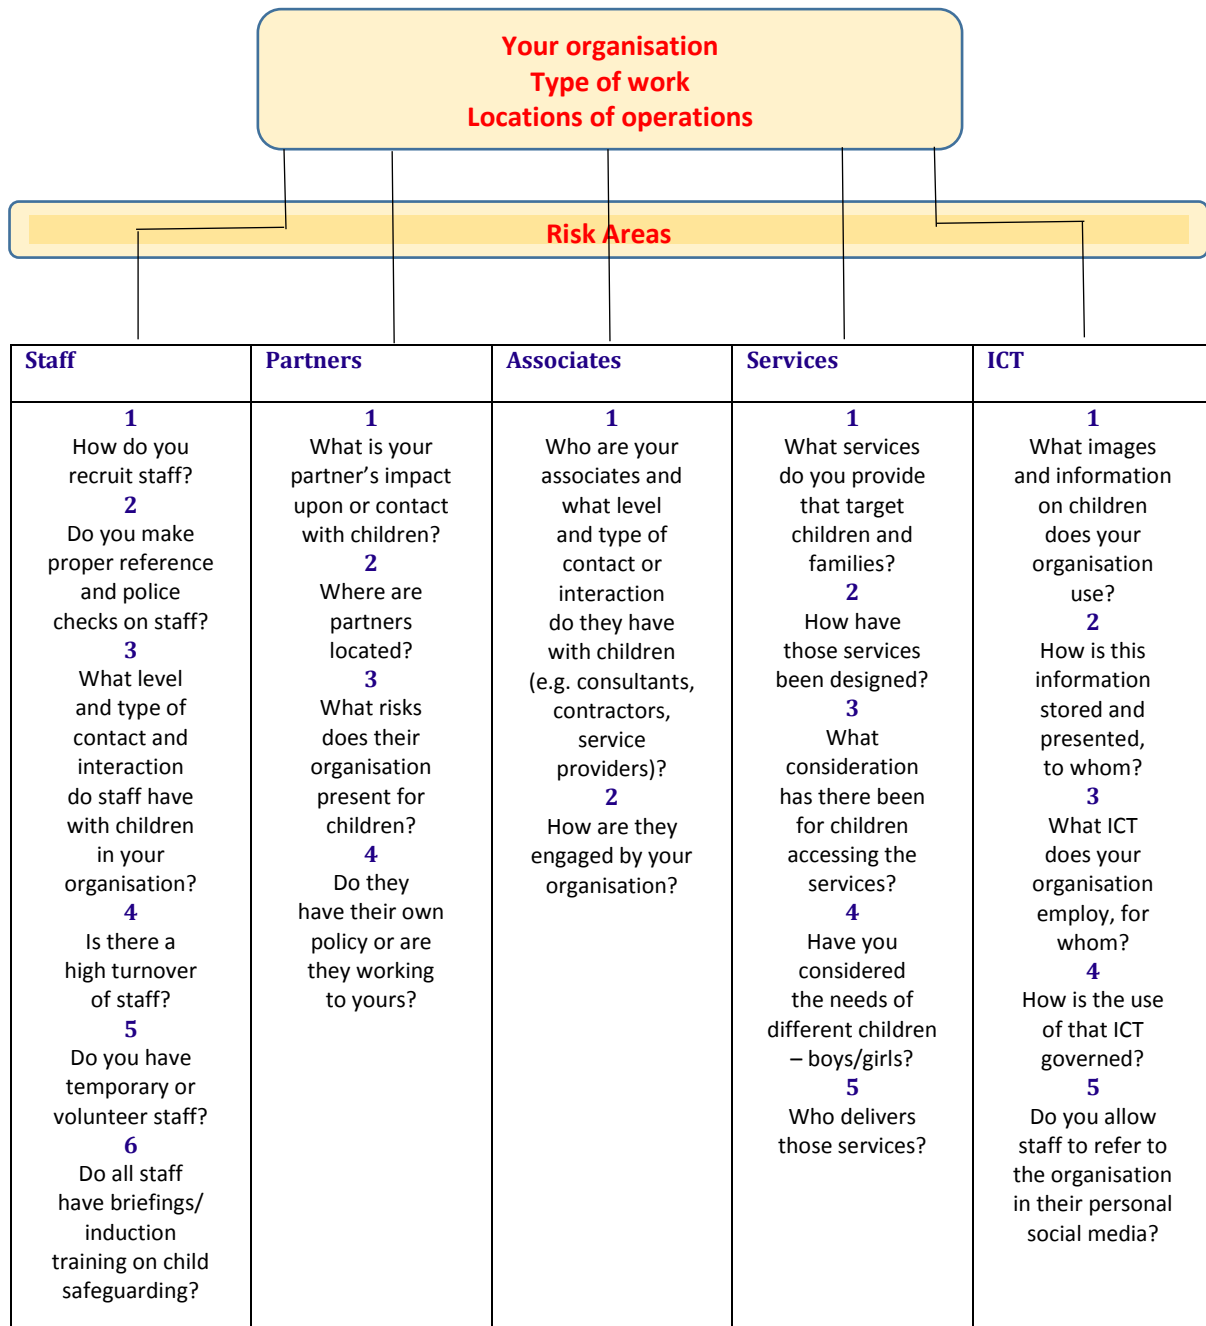 Your organisation
Type of work
Locations of operations
Risk Areas
Staff
1
How do you
recruit staff?
2
Do you make
proper reference
and police
checks on staff?
3
What level
and type of
contact and
interaction
do staff have
with children
in your
organisation?
4
Is there a
high turnover
of staff?
5
Do you have
temporary or
volunteer staff?
6
Do all staff
have briefings/
induction
training on child
safeguarding?
Partners
1
What is your
partner’s impact
upon or contact
with children?
2
Where are
partners
located?
3
What risks
does their
organisation
present for
children?
4
Do they
have their own
policy or are
they working
to yours?
Associates
1
Who are your
associates and
what level
and type of
contact or
interaction
do they have
with children
(e.g. consultants,
contractors,
service
providers)?
2
How are they
engaged by your
organisation?
Services
1
What services
do you provide
that target
children and
families?
2
How have
those services
been designed?
3
What
consideration
has there been
for children
accessing the
services?
4
Have you
considered
the needs of
different children
– boys/girls?
5
Who delivers
those services?
ICT
1
What images
and information
on children
does your
organisation
use?
2
How is this
information
stored and
presented,
to whom?
3
What ICT
does your
organisation
employ, for
whom?
4
How is the use
of that ICT
governed?
5
Do you allow
staff to refer to
the organisation
in their personal
social media?